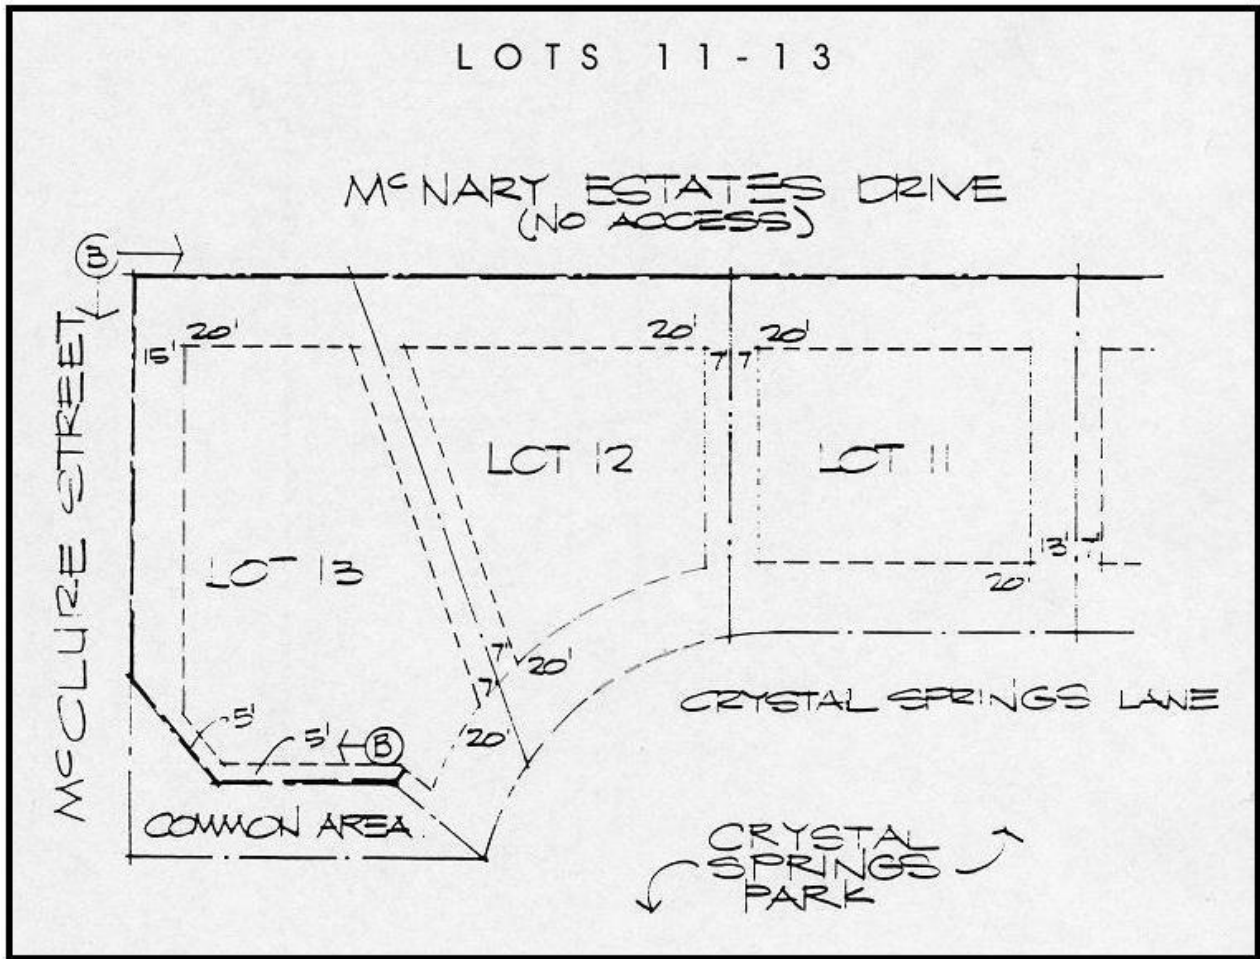 LOTS 11-13
McNARY ESTATES DRIVE
(NO ACCESS)
B
McCLURE STREET
20'
20'
20'
15'
7' 7'
LOT 12
LOT 11
LOT 13
13' 7'
20'
7'
7'
20'
20'
5'
5'
B
CRYSTAL SPRINGS LANE
COMMON AREA
CRYSTAL
SPRINGS
PARK